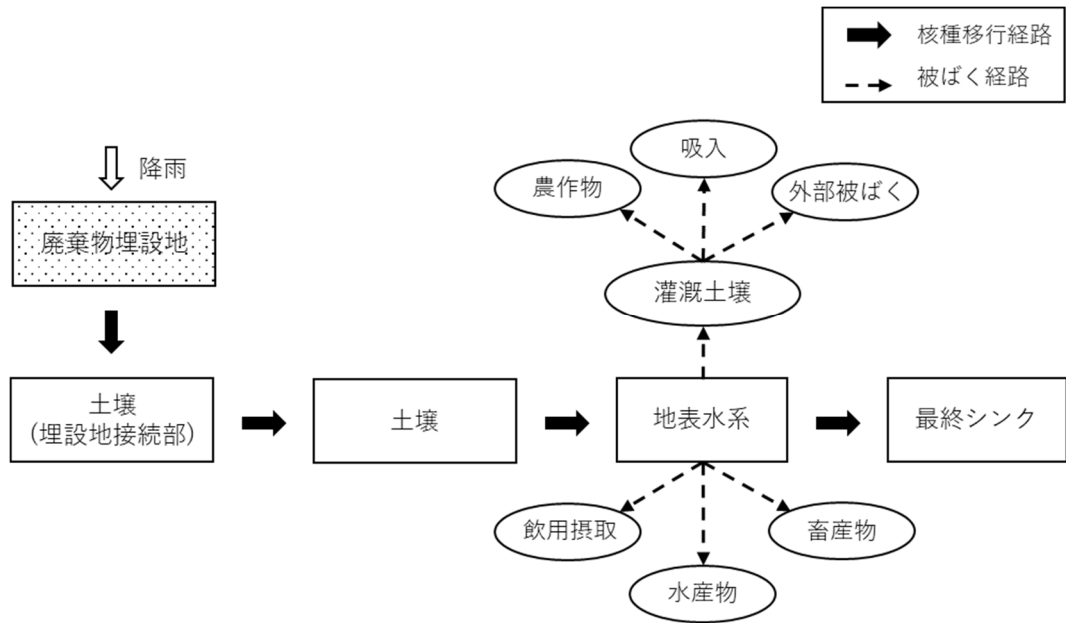 核種移行経路
被ばく経路
降雨
廃棄物埋設地
吸入
農作物
外部被ばく
灌漑土壌
土壌
(埋設地接続部)
土壌
地表水系
最終シンク
飲用摂取
畜産物
水産物